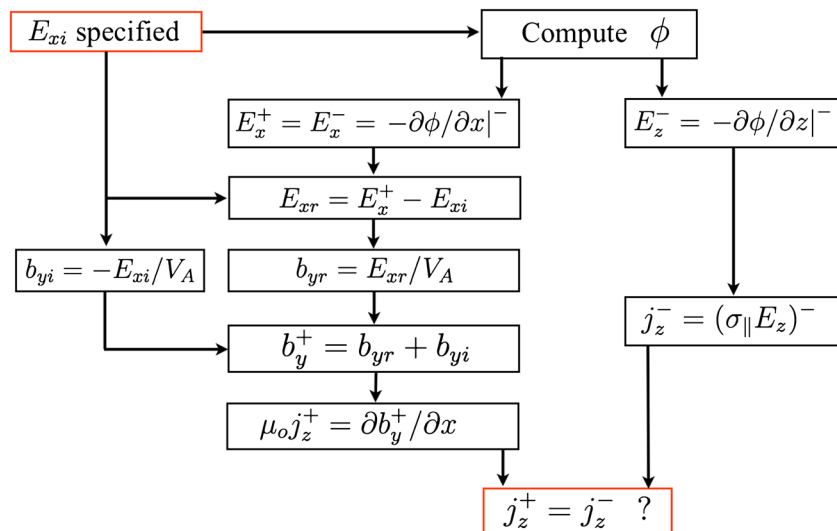 E_{xi} specified
Compute ϕ
E_x^+ = E_x^- = -∂ϕ/∂x|^-
E_z^- = -∂ϕ/∂z|^-
E_{xr} = E_x^+ - E_{xi}
b_{yi} = -E_{xi}/V_A
b_{yr} = E_{xr}/V_A
j_z^- = (σ_∥ E_z)^-
b_y^+ = b_{yr} + b_{yi}
μ_o j_z^+ = ∂b_y^+/∂x
j_z^+ = j_z^- ?